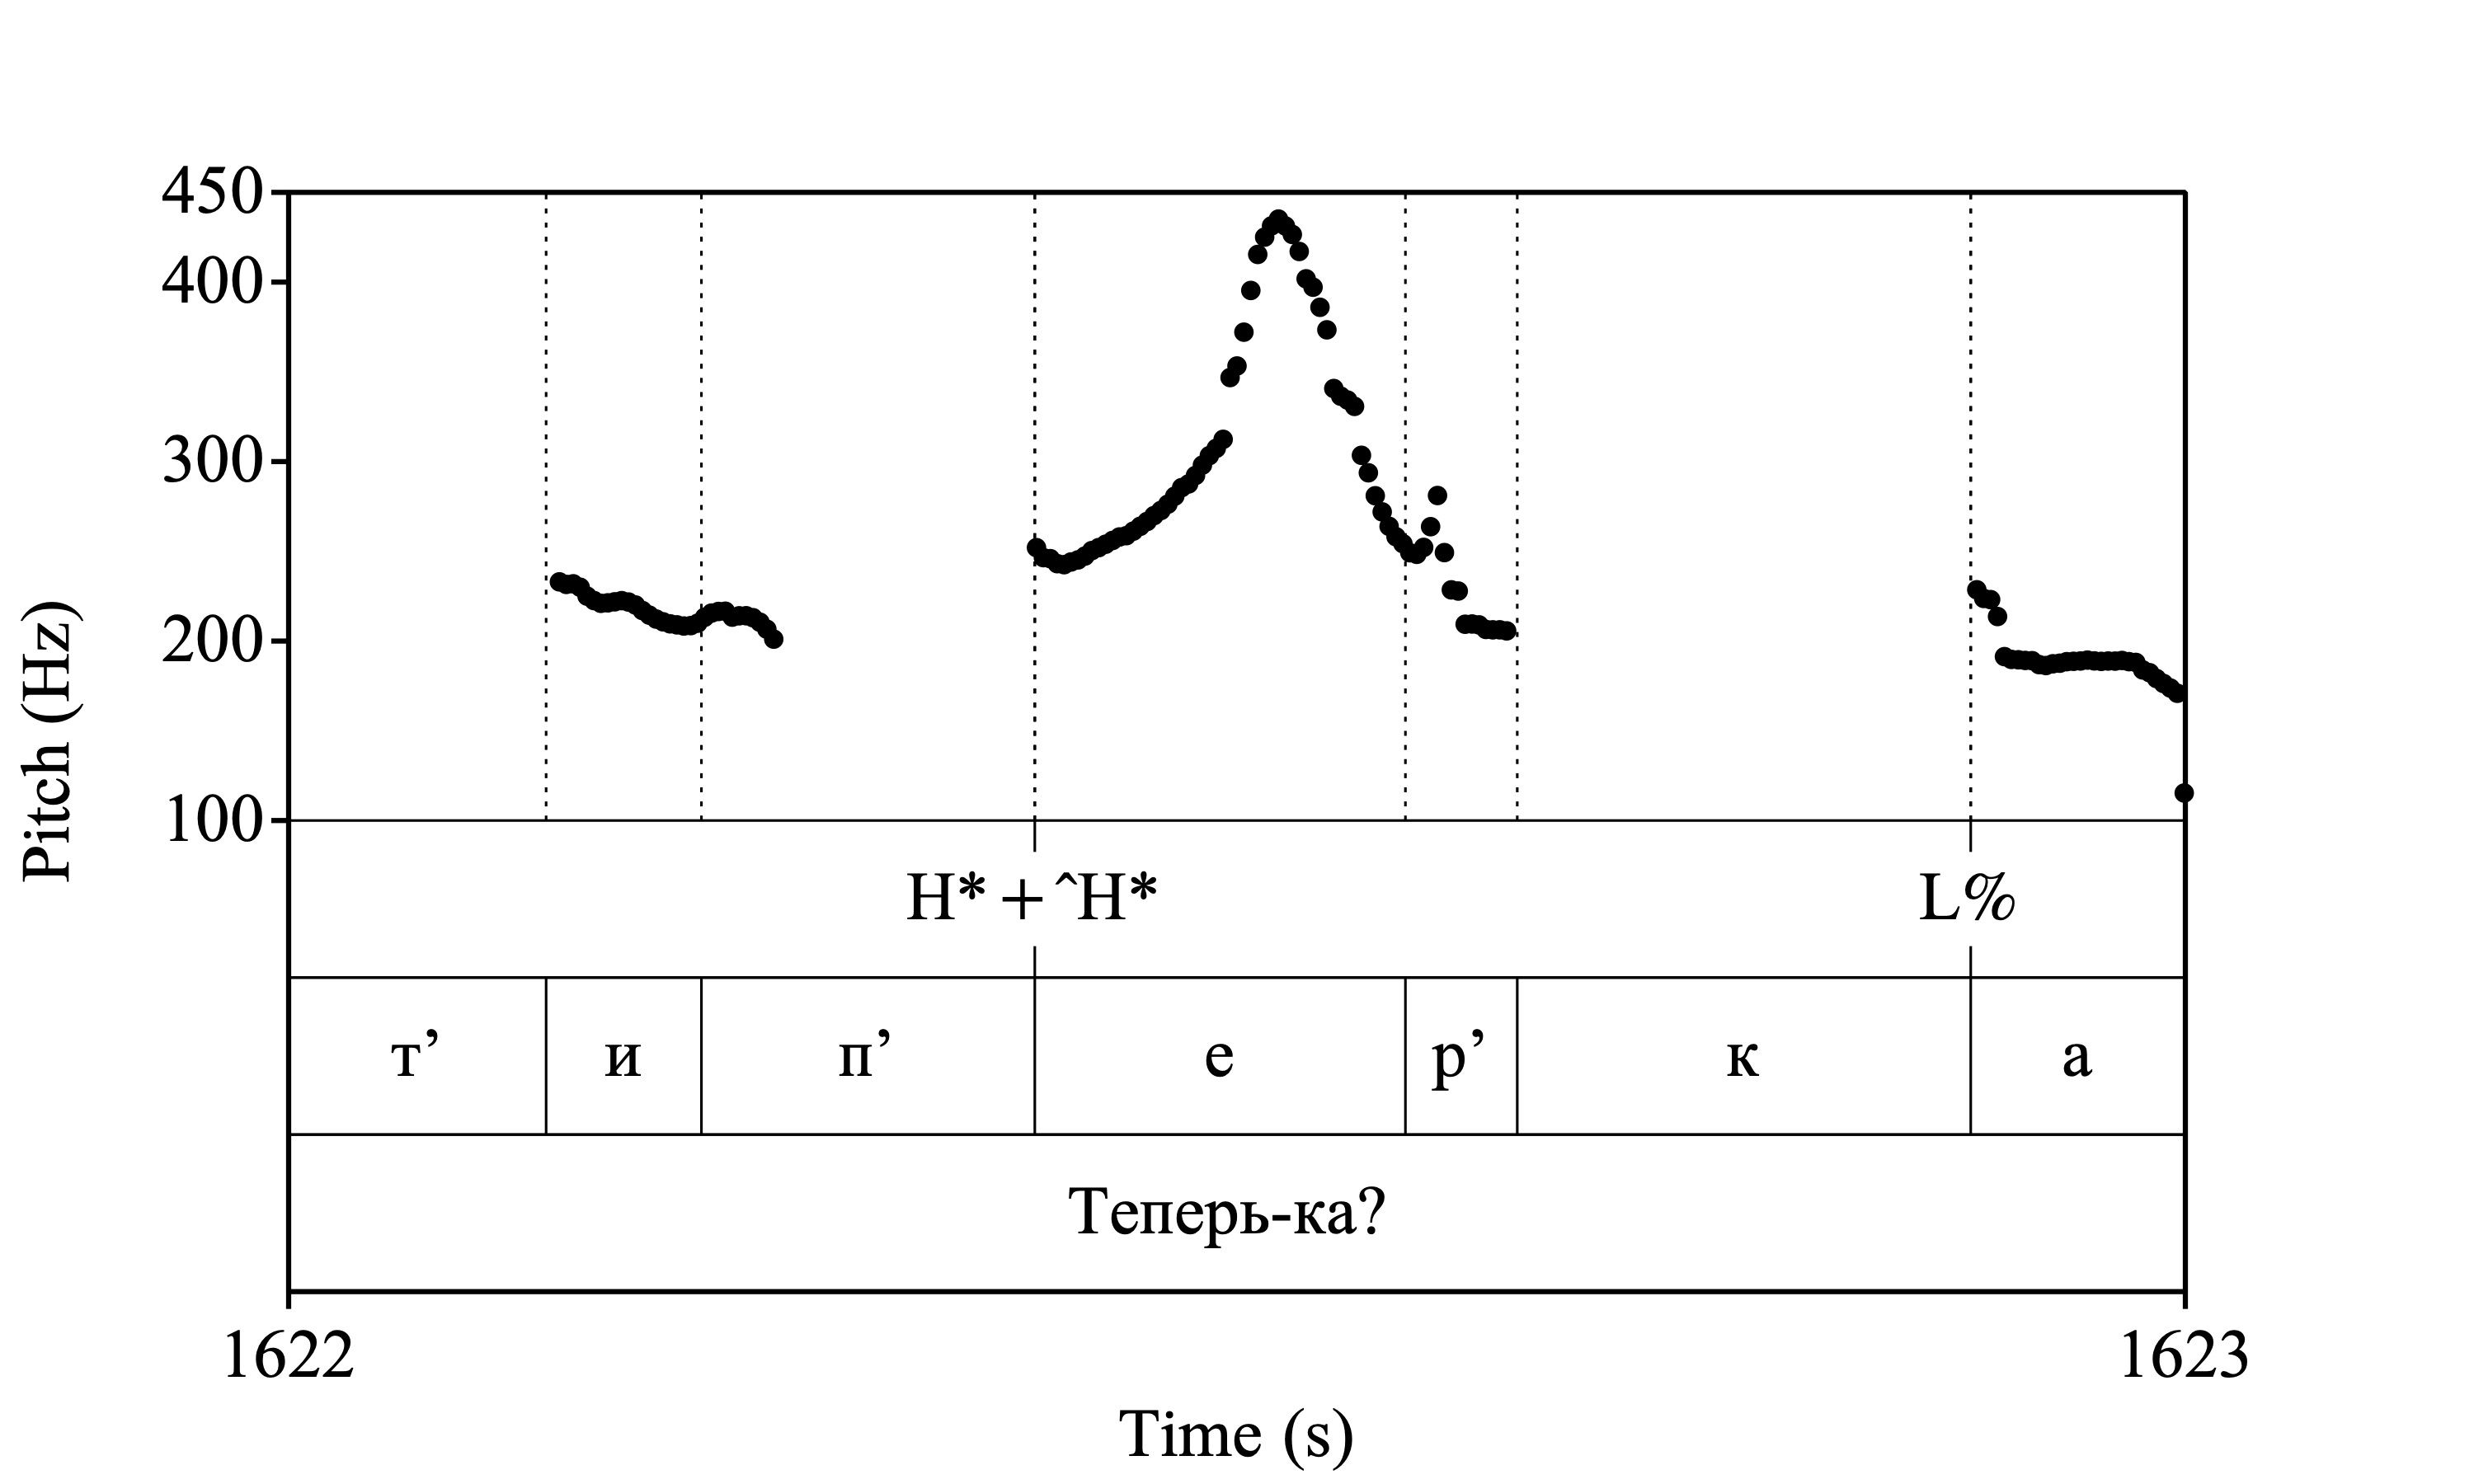 450
400
300
200
100
Pitch (Hz)
H* + ^H* L%
т’ и п’ е р’ к а
Теперь-ка?
1622 1623
Time (s)